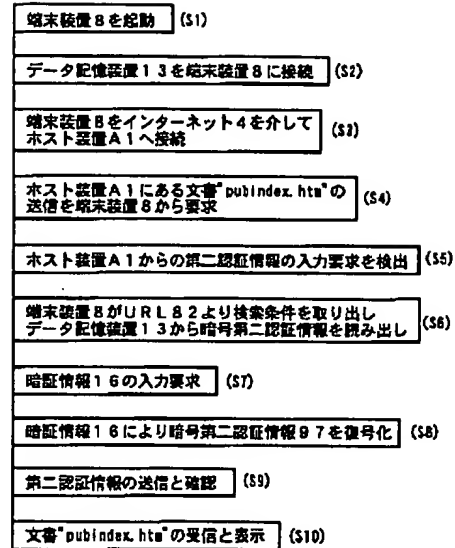 端末装置8を起動 (S1)
データ記憶装置13を端末装置8に接続 (S2)
端末装置8をインターネット4を介して
ホスト装置A1へ接続 (S3)
ホスト装置A1にある文書"pubindex.htm"の
送信を端末装置8から要求 (S4)
ホスト装置A1からの第二認証情報の入力要求を検出 (S5)
端末装置8がURL82より検索条件を取り出し
データ記憶装置13から暗号第二認証情報を読み出し (S6)
暗証情報16の入力要求 (S7)
暗証情報16により暗号第二認証情報97を復号化 (S8)
第二認証情報の送信と確認 (S9)
文書"pubindex.htm"の受信と表示 (S10)